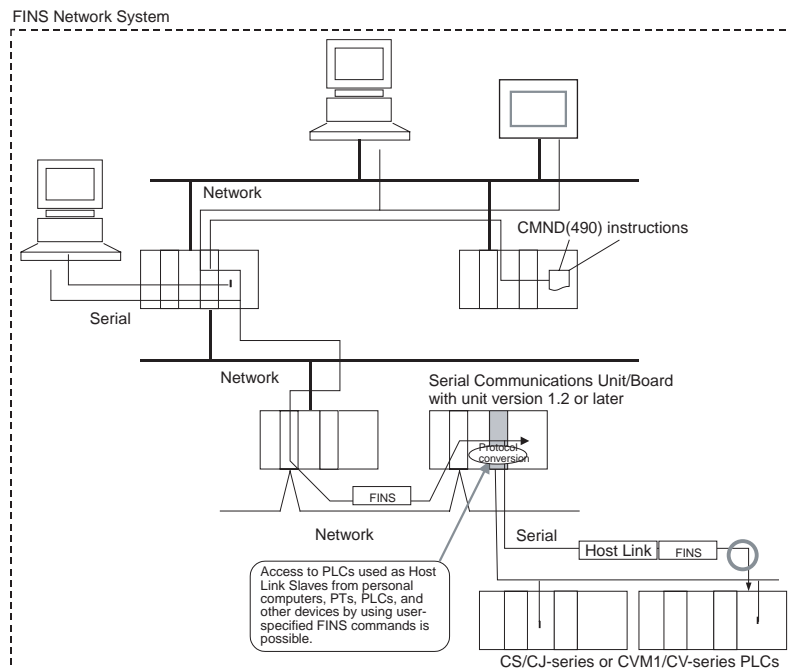 FINS Network System
Network
CMND(490) instructions
Serial
Network
Serial Communications Unit/Board
with unit version 1.2 or later
Protocol
conversion
FINS
Network
Serial
Host Link
FINS
Access to PLCs used as Host
Link Slaves from personal
computers, PTs, PLCs, and
other devices by using user-
specified FINS commands is
possible.
CS/CJ-series or CVM1/CV-series PLCs